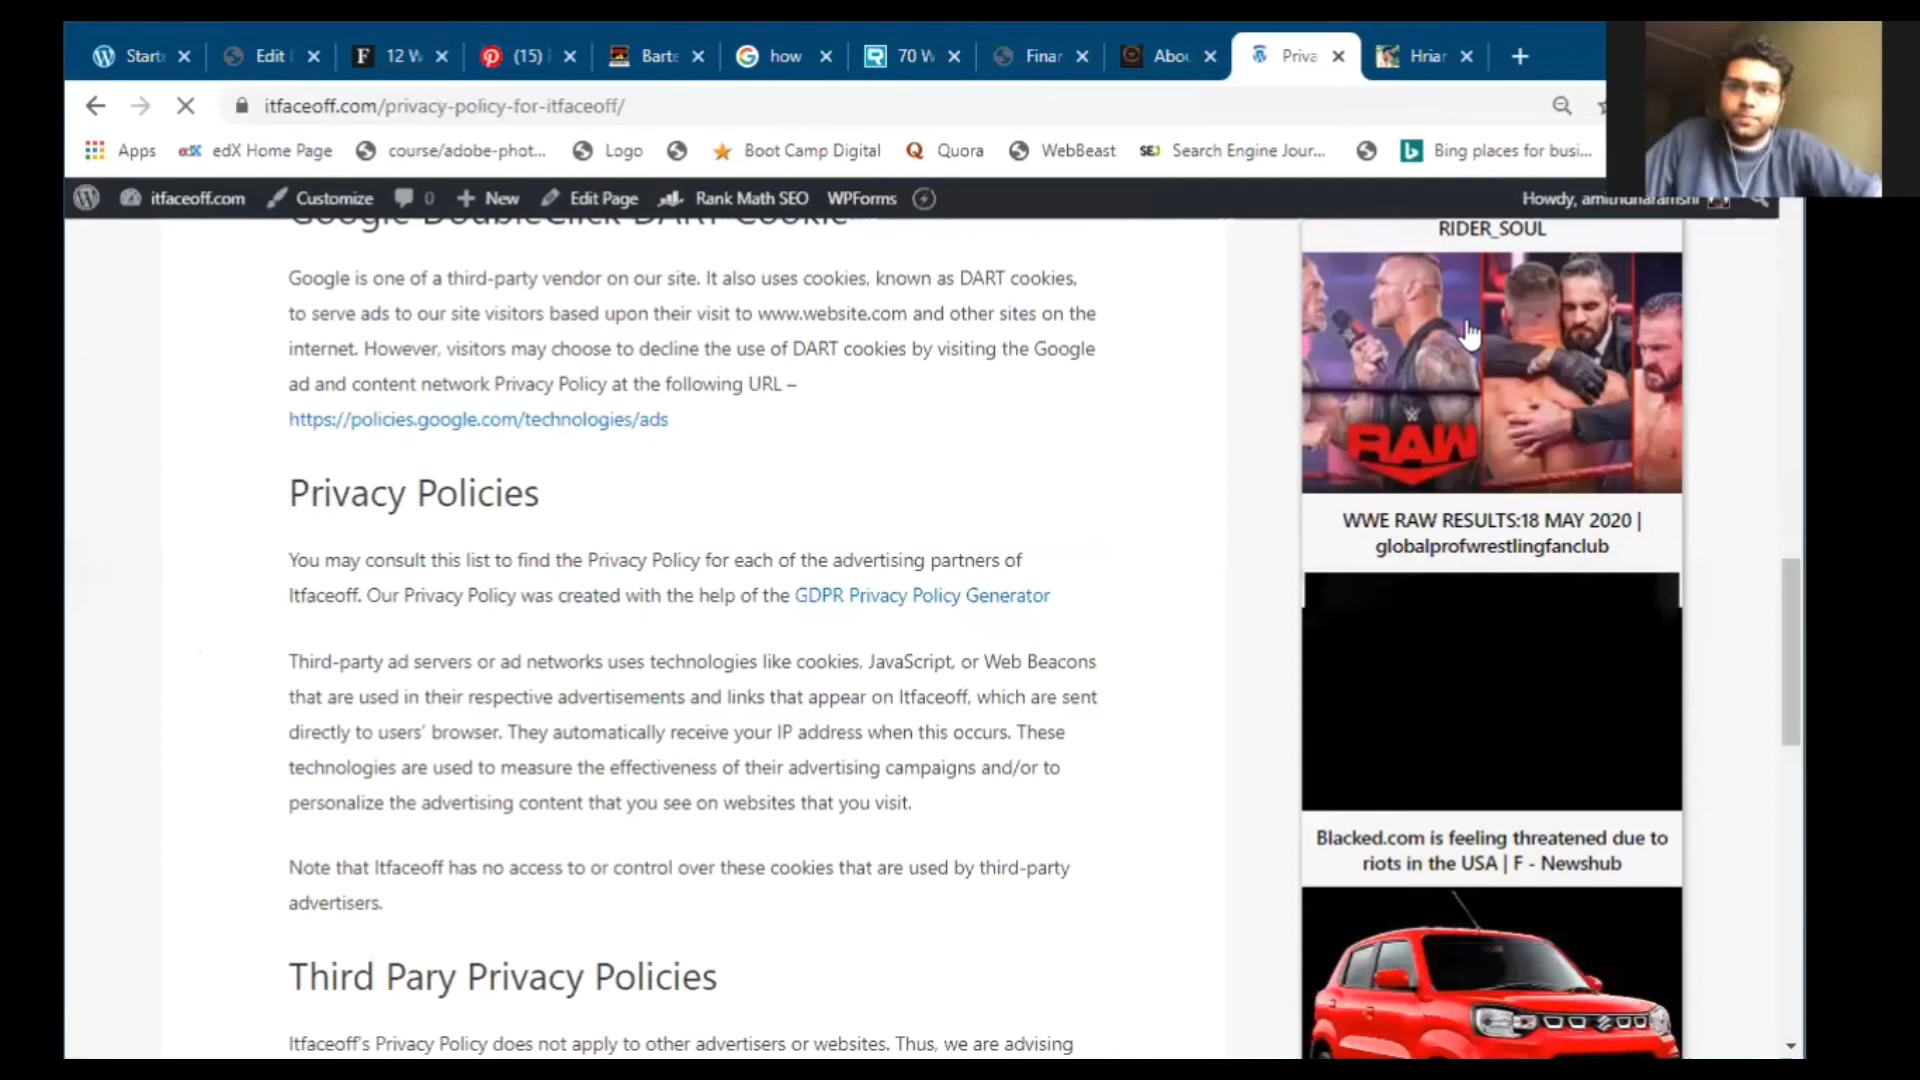 Start
Edit
12 W
(15)
Barts
how
70 W
Finar
Abou
Priva
Hriar
itfaceoff.com/privacy-policy-for-itfaceoff/
Apps
edX Home Page
course/adobe-phot...
Logo
Boot Camp Digital
Quora
WebBeast
Search Engine Jour...
Bing places for busi...
itfaceoff.com
Customize
0
New
Edit Page
Rank Math SEO
WPForms
Howdy, amitdharamshi
Google DoubleClick DART Cookie
Google is one of a third-party vendor on our site. It also uses cookies, known as DART cookies,
to serve ads to our site visitors based upon their visit to www.website.com and other sites on the
internet. However, visitors may choose to decline the use of DART cookies by visiting the Google
ad and content network Privacy Policy at the following URL –
https://policies.google.com/technologies/ads
Privacy Policies
You may consult this list to find the Privacy Policy for each of the advertising partners of
Itfaceoff. Our Privacy Policy was created with the help of the GDPR Privacy Policy Generator
Third-party ad servers or ad networks uses technologies like cookies, JavaScript, or Web Beacons
that are used in their respective advertisements and links that appear on Itfaceoff, which are sent
directly to users’ browser. They automatically receive your IP address when this occurs. These
technologies are used to measure the effectiveness of their advertising campaigns and/or to
personalize the advertising content that you see on websites that you visit.
Note that Itfaceoff has no access to or control over these cookies that are used by third-party
advertisers.
Third Pary Privacy Policies
Itfaceoff’s Privacy Policy does not apply to other advertisers or websites. Thus, we are advising
RIDER_SOUL
RAW
WWE RAW RESULTS:18 MAY 2020 |
globalprofwrestlingfanclub
Blacked.com is feeling threatened due to
riots in the USA | F - Newshub